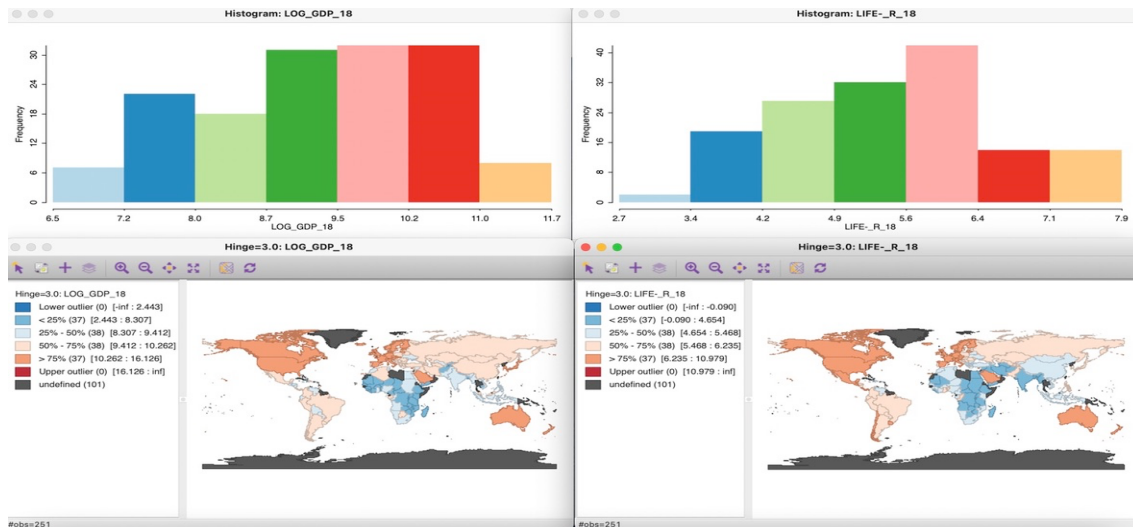 Histogram: LOG_GDP_18
Frequency
30
24
18
12
6
0
6.5 7.2 8.0 8.7 9.5 10.2 11.0 11.7
LOG_GDP_18
Histogram: LIFE-_R_18
Frequency
40
32
24
16
8
0
2.7 3.4 4.2 4.9 5.6 6.4 7.1 7.9
LIFE-_R_18
Hinge=3.0: LOG_GDP_18
Hinge=3.0: LOG_GDP_18
Lower outlier (0) [-inf : 2.443]
< 25% (37) [2.443 : 8.307]
25% - 50% (38) [8.307 : 9.412]
50% - 75% (38) [9.412 : 10.262]
> 75% (37) [10.262 : 16.126]
Upper outlier (0) [16.126 : inf]
undefined (101)
#obs=251
Hinge=3.0: LIFE-_R_18
Hinge=3.0: LIFE-_R_18
Lower outlier (0) [-inf : -0.090]
< 25% (37) [-0.090 : 4.654]
25% - 50% (38) [4.654 : 5.468]
50% - 75% (38) [5.468 : 6.235]
> 75% (37) [6.235 : 10.979]
Upper outlier (0) [10.979 : inf]
undefined (101)
#obs=251